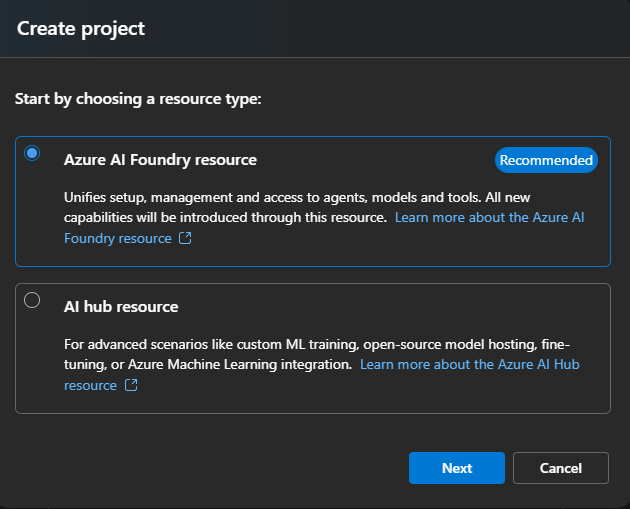 Create project
Start by choosing a resource type:
Azure AI Foundry resource
Recommended
Unifies setup, management and access to agents, models and tools. All new
capabilities will be introduced through this resource. Learn more about the Azure AI
Foundry resource
AI hub resource
For advanced scenarios like custom ML training, open-source model hosting, fine-
tuning, or Azure Machine Learning integration. Learn more about the Azure AI Hub
resource
Next
Cancel